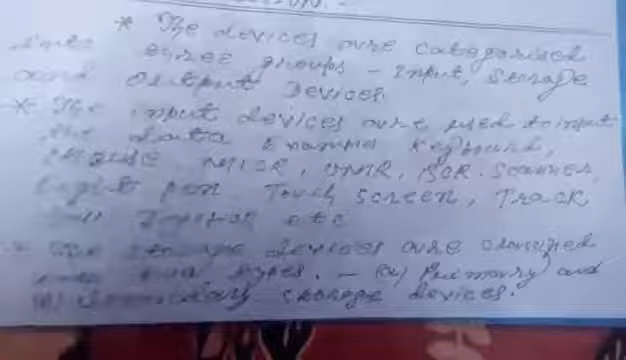 * The devices are categorised
into three groups - Input, Storage
and Output Devices.
* The input devices are used to input
the data Example Keyboard,
Mouse MICR, OMR, BCR. Scanner,
Light pen Touch Screen, Track
etc
* The storage devices are classified
into two types. - (a) Primary and
(b) Secondary storage devices.